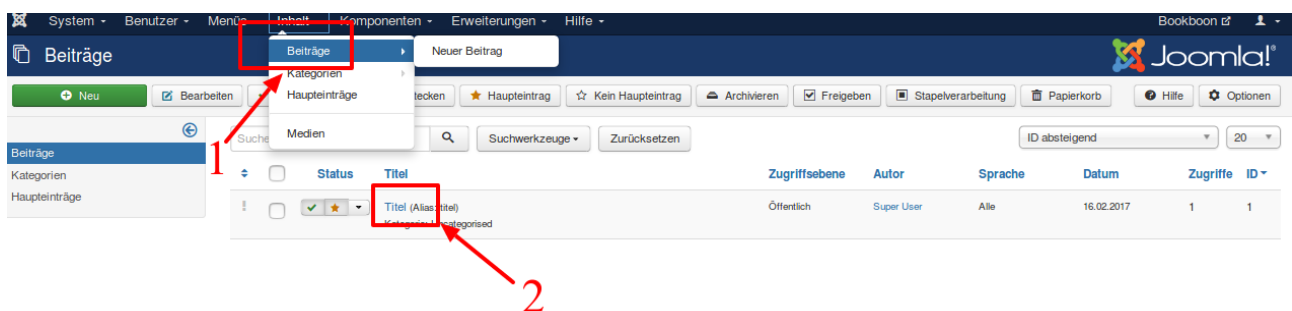 System Benutzer Menüs Inhalt Komponenten Erweiterungen Hilfe Bookboon
Beiträge Beiträge Neuer Beitrag Joomla!®
Kategorien
Neu Bearbeiten Haupteinträge Haupteintrag Kein Haupteintrag Archivieren Freigeben Stapelverarbeitung Papierkorb Hilfe Optionen
Medien Suchwerkzeuge Zurücksetzen ID absteigend 20
Beiträge
1
Kategorien Status Titel Zugriffsebene Autor Sprache Datum Zugriffe ID
Haupteinträge
Titel (Alias: titel) Öffentlich Super User Alle 16.02.2017 1 1
Kategorie: Uncategorised
2